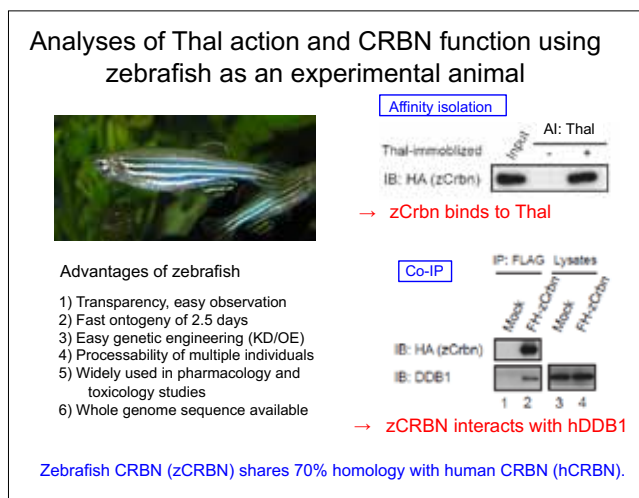 Analyses of Thal action and CRBN function using
zebrafish as an experimental animal
Affinity isolation
AI: Thal
Input
Thal-immoblized - +
IB: HA (zCrbn)
→ zCrbn binds to Thal
Advantages of zebrafish
1) Transparency, easy observation
2) Fast ontogeny of 2.5 days
3) Easy genetic engineering (KD/OE)
4) Processability of multiple individuals
5) Widely used in pharmacology and
toxicology studies
6) Whole genome sequence available
Co-IP
IP: FLAG Lysates
Mock FH-zCrbn Mock FH-zCrbn
IB: HA (zCrbn)
IB: DDB1
1 2 3 4
→ zCRBN interacts with hDDB1
Zebrafish CRBN (zCRBN) shares 70% homology with human CRBN (hCRBN).